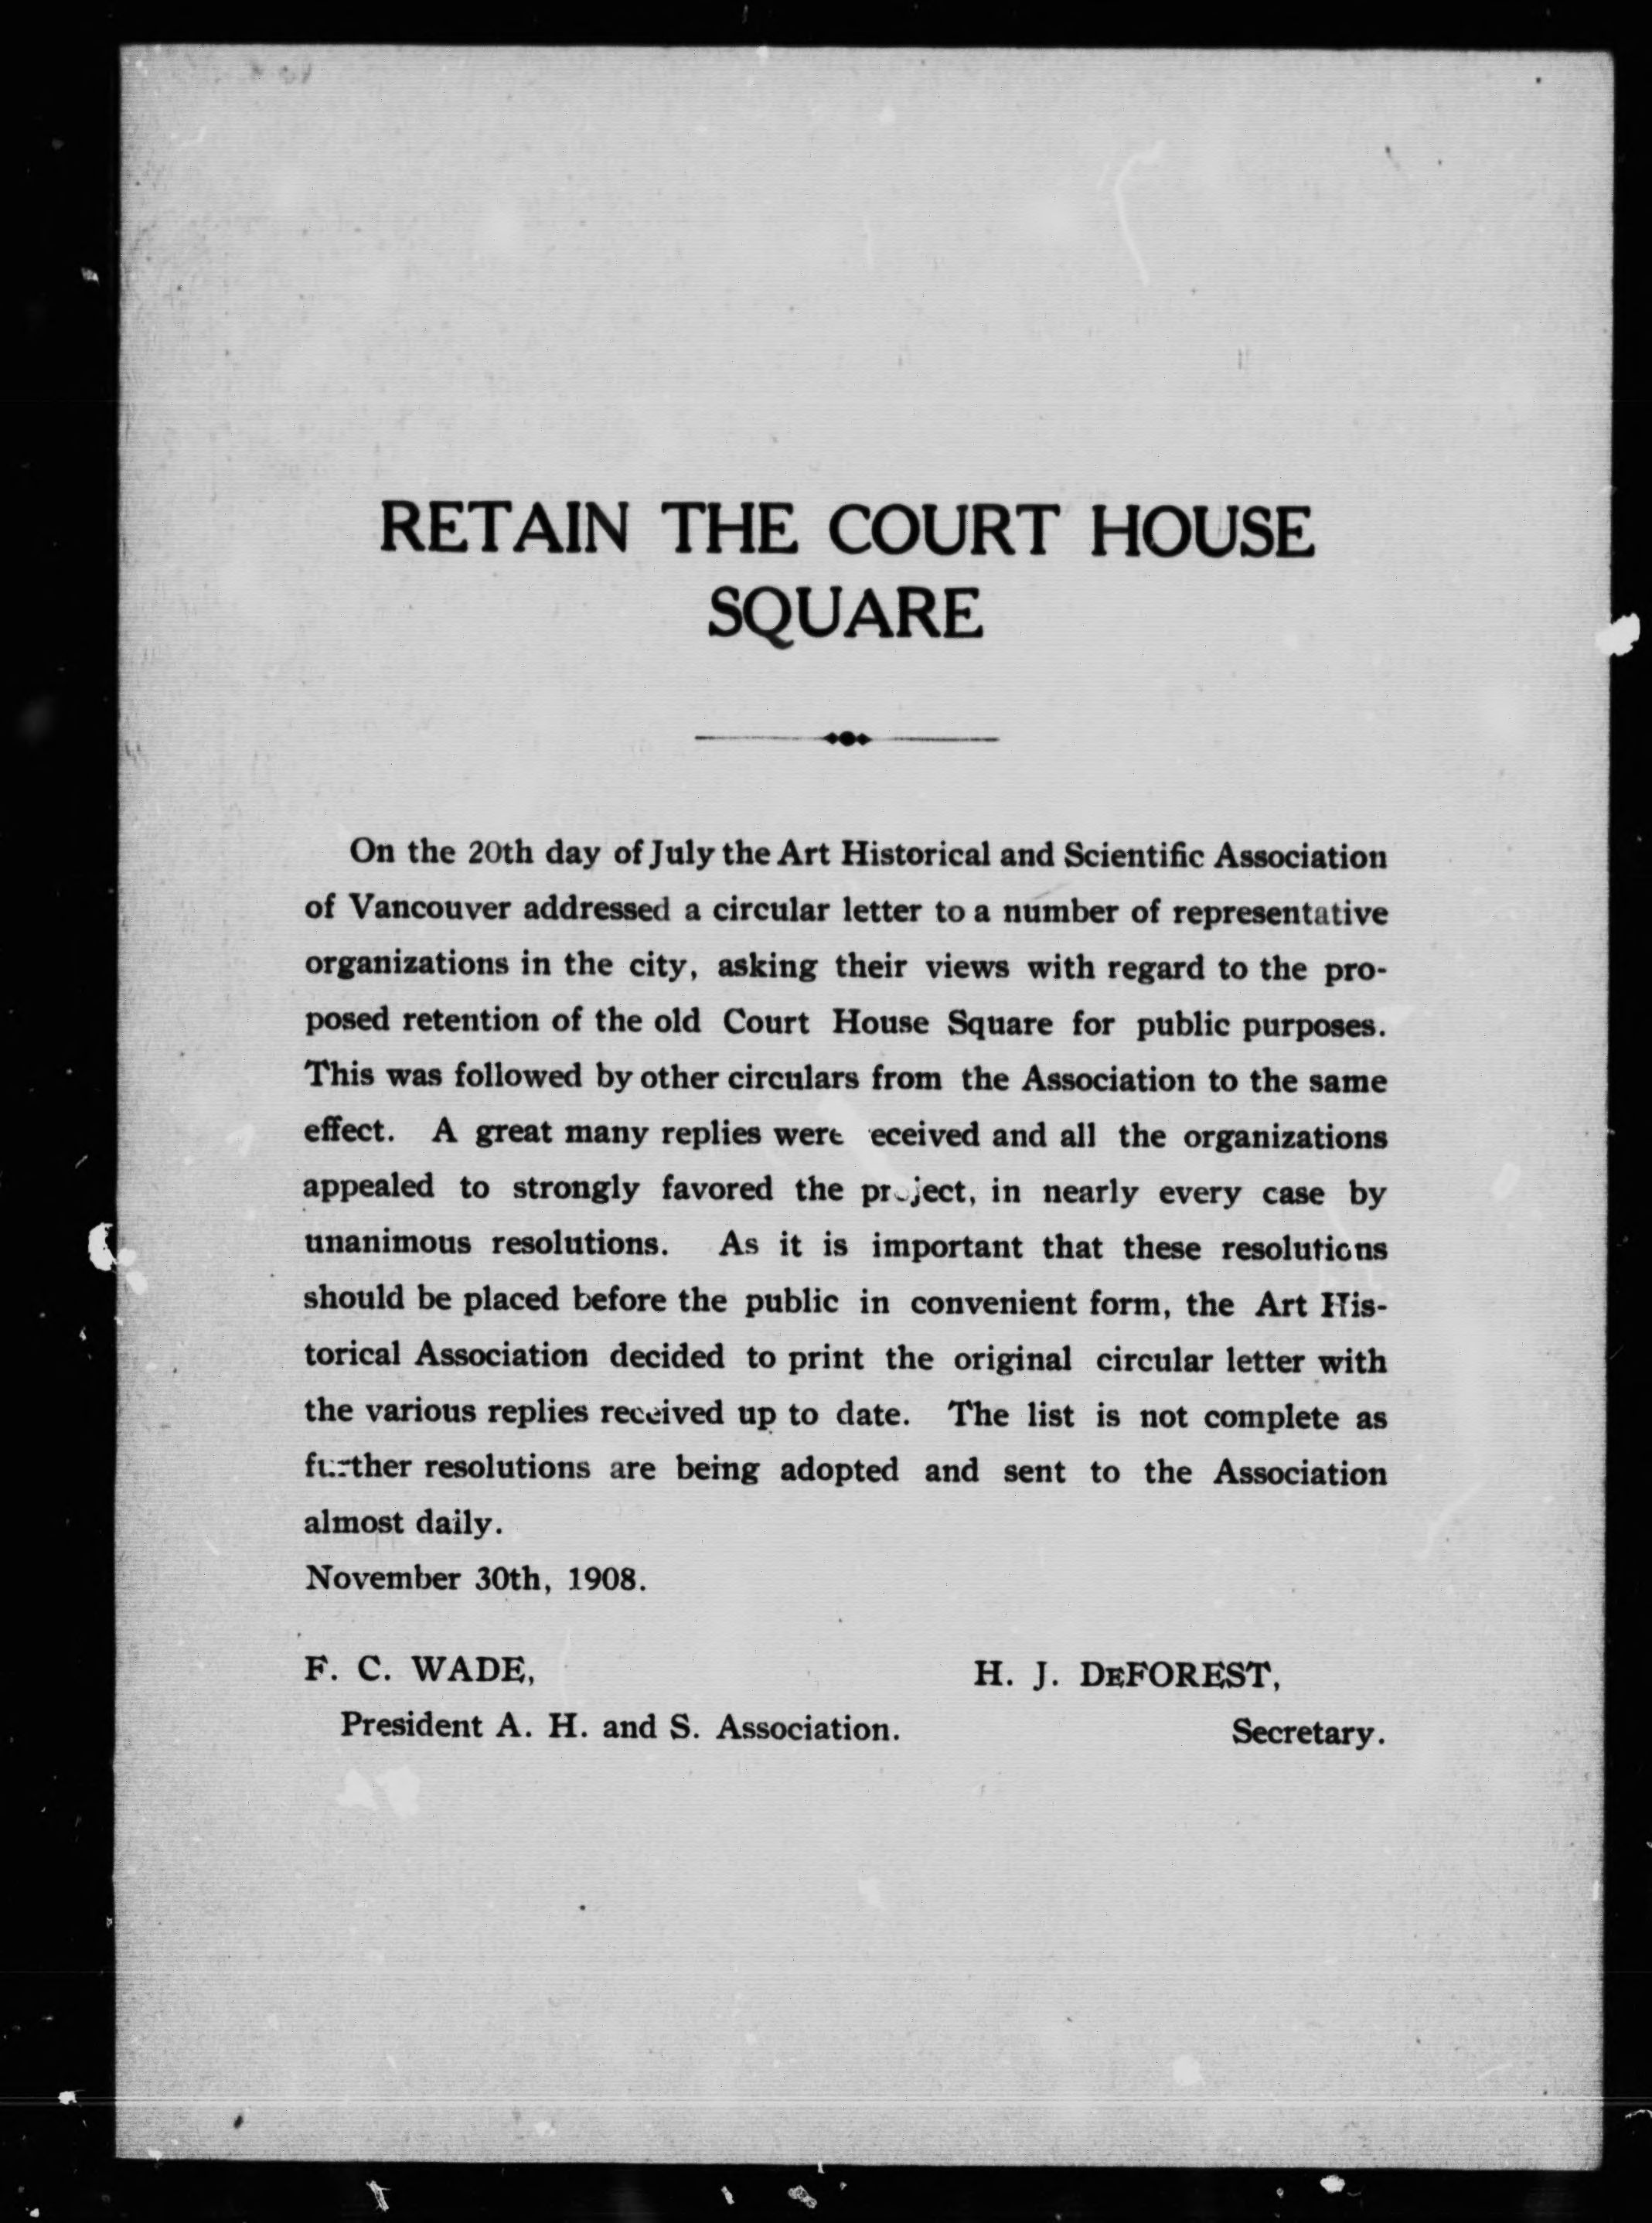 RETAIN THE COURT HOUSE
SQUARE
On the 20th day of July the Art Historical and Scientific Association
of Vancouver addressed a circular letter to a number of representative
organizations in the city, asking their views with regard to the pro-
posed retention of the old Court House Square for public purposes.
This was followed by other circulars from the Association to the same
effect. A great many replies were received and all the organizations
appealed to strongly favored the project, in nearly every case by
unanimous resolutions. As it is important that these resolutions
should be placed before the public in convenient form, the Art His-
torical Association decided to print the original circular letter with
the various replies received up to date. The list is not complete as
further resolutions are being adopted and sent to the Association
almost daily.
November 30th, 1908.
F. C. WADE,
President A. H. and S. Association.
H. J. DEFOREST,
Secretary.